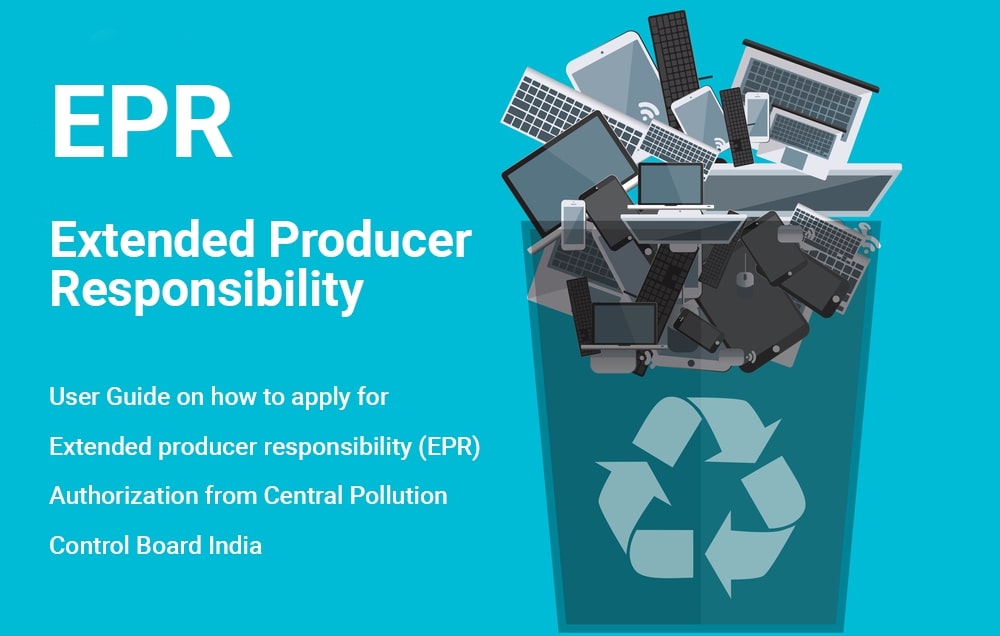 EPR
Extended Producer
Responsibility
User Guide on how to apply for
Extended producer responsibility (EPR)
Authorization from Central Pollution
Control Board India